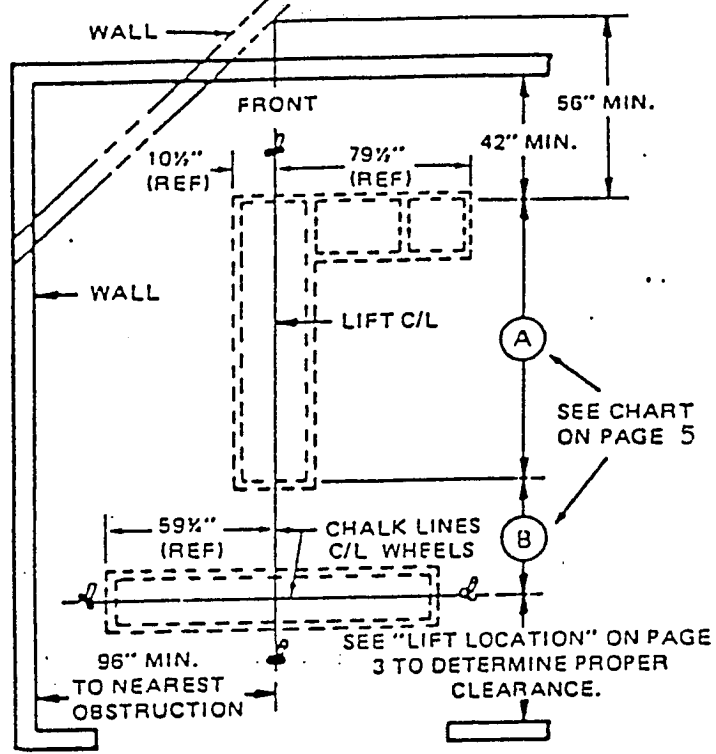 WALL
FRONT
56" MIN.
42" MIN.
10½"
(REF)
79½"
(REF)
WALL
LIFT C/L
A
SEE CHART
ON PAGE 5
B
59¼"
(REF)
CHALK LINES
C/L WHEELS
SEE "LIFT LOCATION" ON PAGE
3 TO DETERMINE PROPER
CLEARANCE.
96" MIN.
TO NEAREST
OBSTRUCTION